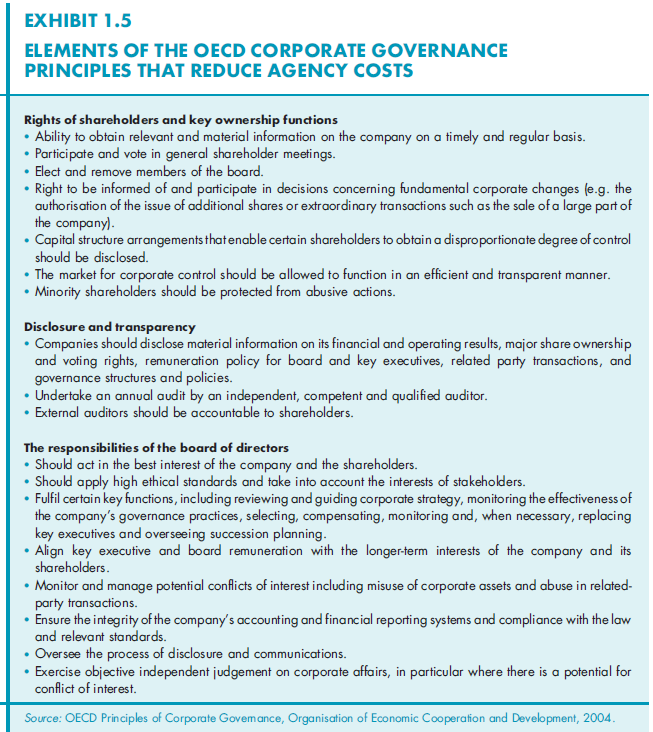 EXHIBIT 1.5
ELEMENTS OF THE OECD CORPORATE GOVERNANCE
PRINCIPLES THAT REDUCE AGENCY COSTS
Rights of shareholders and key ownership functions
• Ability to obtain relevant and material information on the company on a timely and regular basis.
• Participate and vote in general shareholder meetings.
• Elect and remove members of the board.
• Right to be informed of and participate in decisions concerning fundamental corporate changes (e.g. the
authorisation of the issue of additional shares or extraordinary transactions such as the sale of a large part of
the company).
• Capital structure arrangements that enable certain shareholders to obtain a disproportionate degree of control
should be disclosed.
• The market for corporate control should be allowed to function in an efficient and transparent manner.
• Minority shareholders should be protected from abusive actions.
Disclosure and transparency
• Companies should disclose material information on its financial and operating results, major share ownership
and voting rights, remuneration policy for board and key executives, related party transactions, and
governance structures and policies.
• Undertake an annual audit by an independent, competent and qualified auditor.
• External auditors should be accountable to shareholders.
The responsibilities of the board of directors
• Should act in the best interest of the company and the shareholders.
• Should apply high ethical standards and take into account the interests of stakeholders.
• Fulfil certain key functions, including reviewing and guiding corporate strategy, monitoring the effectiveness of
the company's governance practices, selecting, compensating, monitoring and, when necessary, replacing
key executives and overseeing succession planning.
• Align key executive and board remuneration with the longer-term interests of the company and its
shareholders.
• Monitor and manage potential conflicts of interest including misuse of corporate assets and abuse in related-
party transactions.
• Ensure the integrity of the company's accounting and financial reporting systems and compliance with the law
and relevant standards.
• Oversee the process of disclosure and communications.
• Exercise objective independent judgement on corporate affairs, in particular where there is a potential for
conflict of interest.
Source: OECD Principles of Corporate Governance, Organisation of Economic Cooperation and Development, 2004.